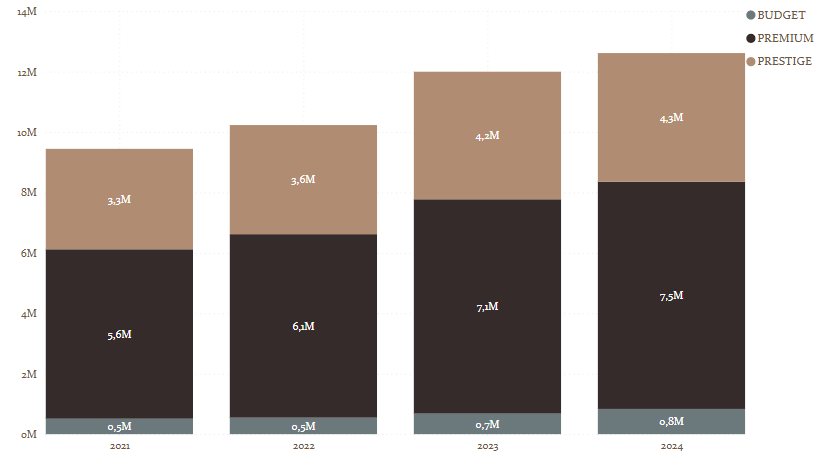 14M
BUDGET
PREMIUM
PRESTIGE
12M
10M
8M
6M
4M
2M
0M
3,3M
3,6M
4,2M
4,3M
5,6M
6,1M
7,1M
7,5M
0,5M
0,5M
0,7M
0,8M
2021
2022
2023
2024